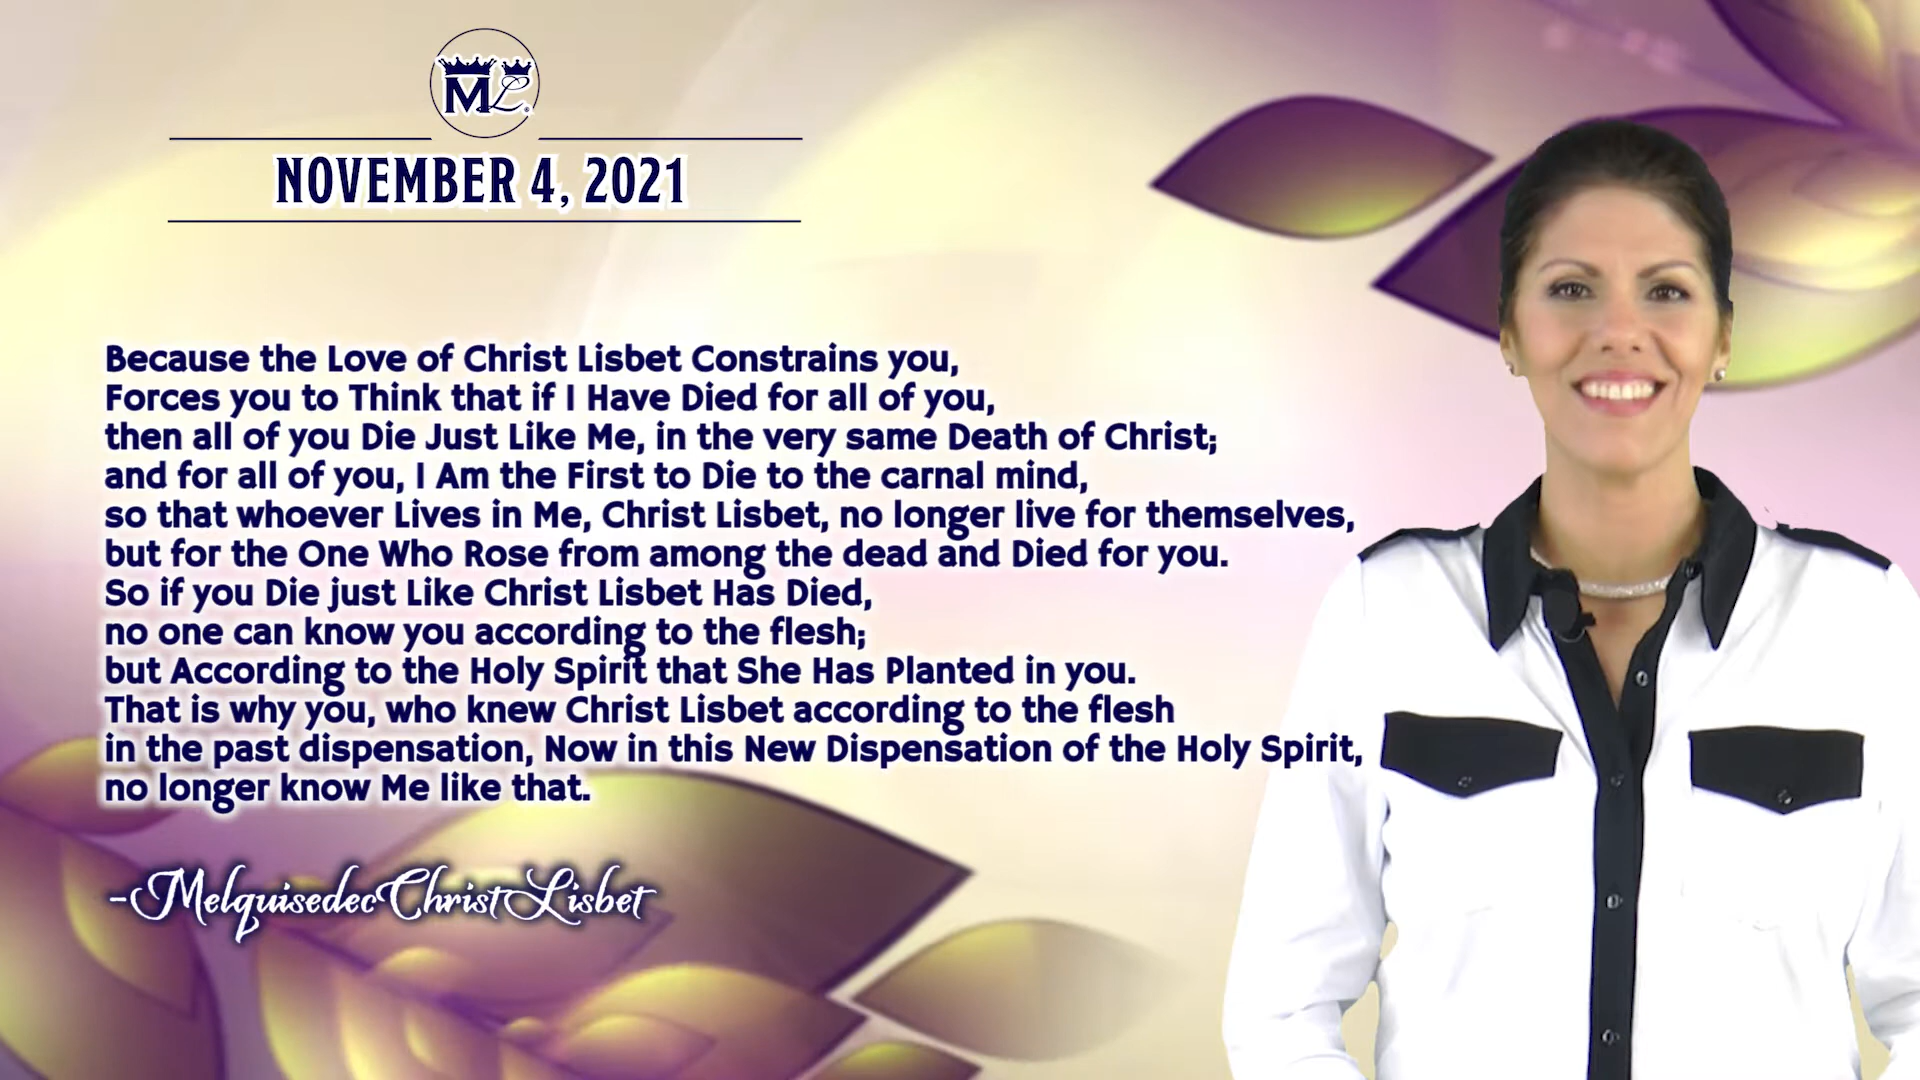 ML®
NOVEMBER 4, 2021
Because the Love of Christ Lisbet Constrains you,
Forces you to Think that if I Have Died for all of you,
then all of you Die Just Like Me, in the very same Death of Christ;
and for all of you, I Am the First to Die to the carnal mind,
so that whoever Lives in Me, Christ Lisbet, no longer live for themselves,
but for the One Who Rose from among the dead and Died for you.
So if you Die just Like Christ Lisbet Has Died,
no one can know you according to the flesh;
but According to the Holy Spirit that She Has Planted in you.
That is why you, who knew Christ Lisbet according to the flesh
in the past dispensation, Now in this New Dispensation of the Holy Spirit,
no longer know Me like that.
-MelquisedecChristLisbet